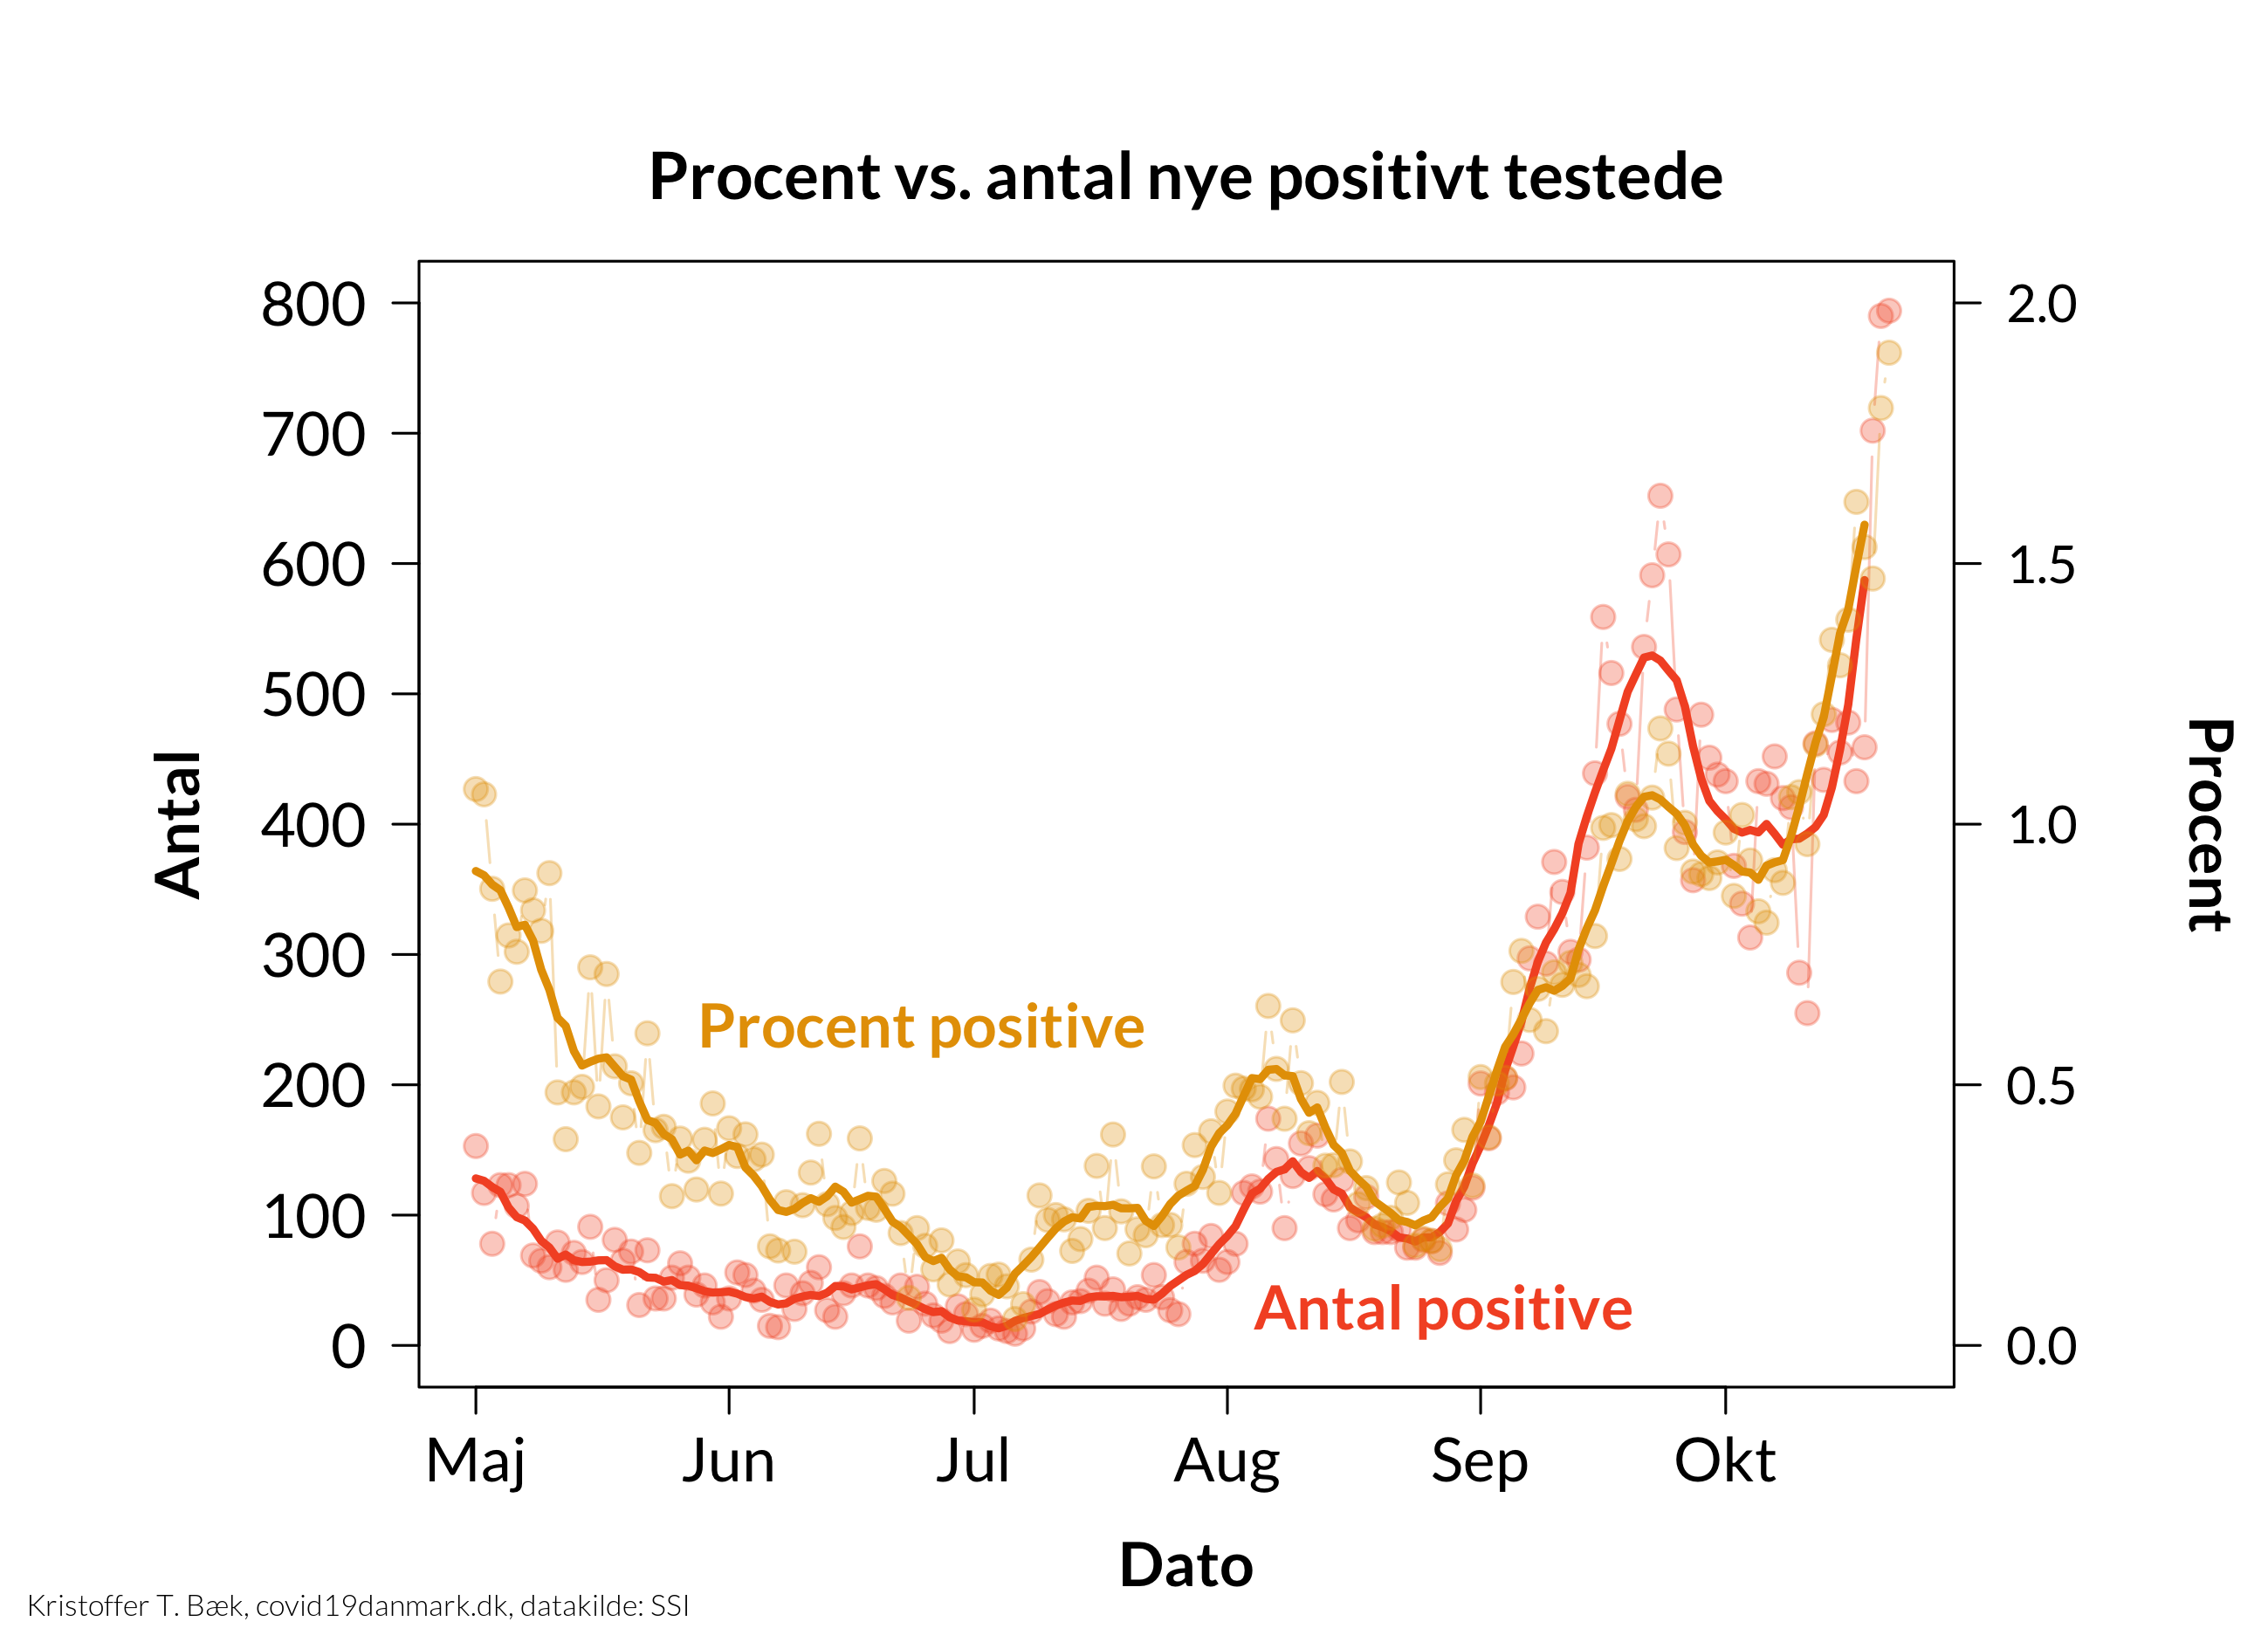 Procent vs. antal nye positivt testede
800
700
600
500
400
300
200
100
0
Antal
2.0
1.5
1.0
0.5
0.0
Procent
Procent positive
Antal positive
Maj Jun Jul Aug Sep Okt
Dato
Kristoffer T. Bæk, covid19danmark.dk, datakilde: SSI